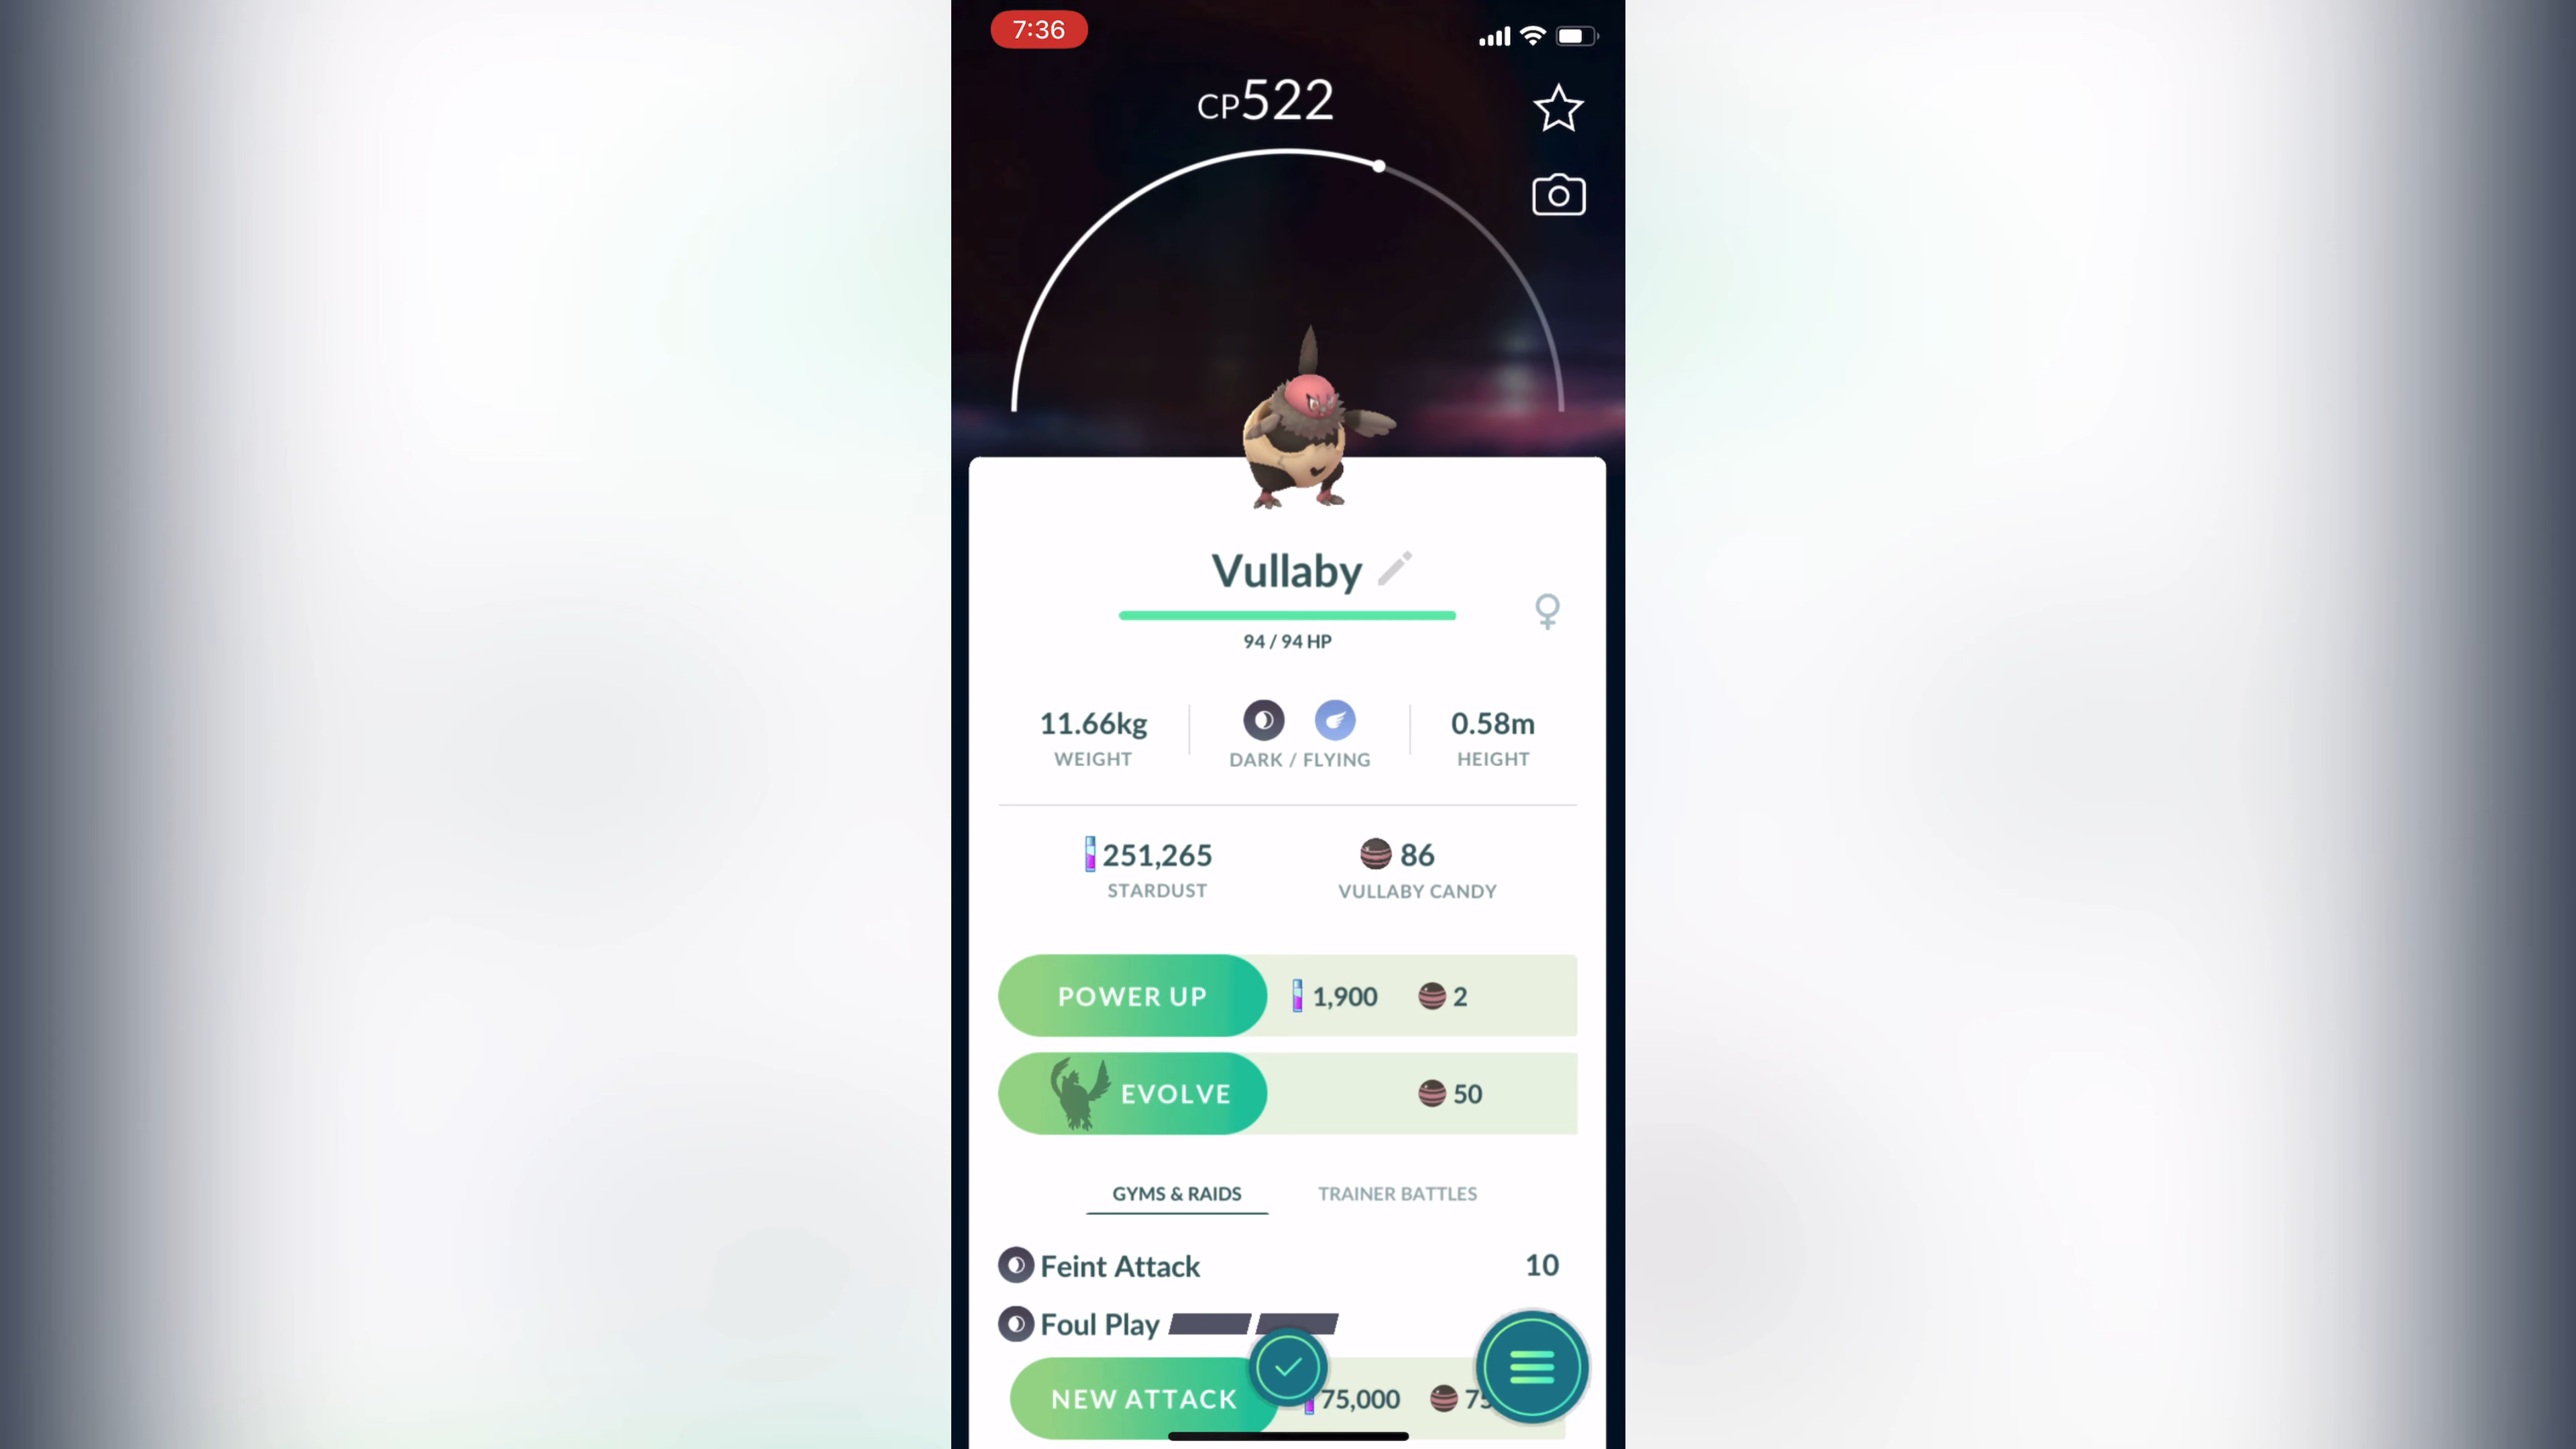 7:36
CP522
Vullaby
94 / 94 HP
11.66kg
WEIGHT
DARK / FLYING
0.58m
HEIGHT
251,265
STARDUST
86
VULLABY CANDY
POWER UP 1,900 2
EVOLVE 50
GYMS & RAIDS TRAINER BATTLES
Feint Attack 10
Foul Play
NEW ATTACK 75,000